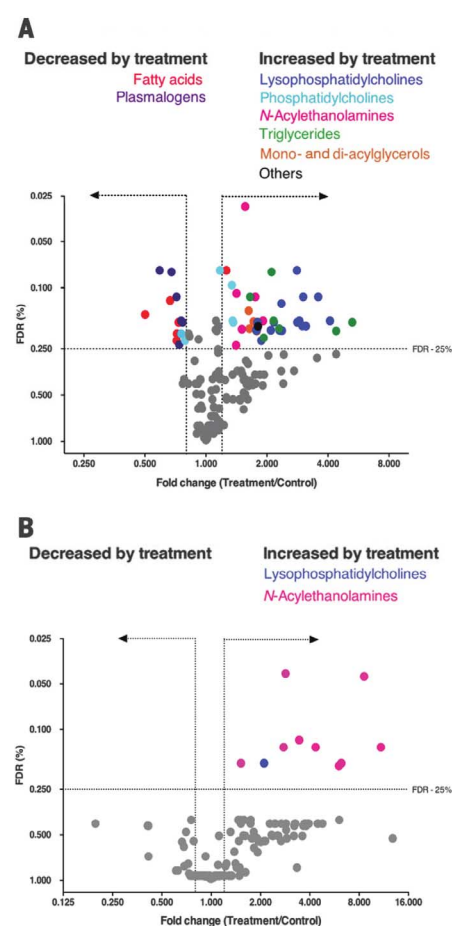 A
Decreased by treatment
Fatty acids
Plasmalogens
Increased by treatment
Lysophosphatidylcholines
Phosphatidylcholines
N-Acylethanolamines
Triglycerides
Mono- and di-acylglycerols
Others
0.025
0.050
0.100
0.250
0.500
1.000
FDR (%)
FDR - 25%
0.250 0.500 1.000 2.000 4.000 8.000
Fold change (Treatment/Control)
B
Decreased by treatment
Increased by treatment
Lysophosphatidylcholines
N-Acylethanolamines
0.025
0.050
0.100
0.250
0.500
1.000
FDR (%)
FDR - 25%
0.125 0.250 0.500 1.000 2.000 4.000 8.000 16.000
Fold change (Treatment/Control)